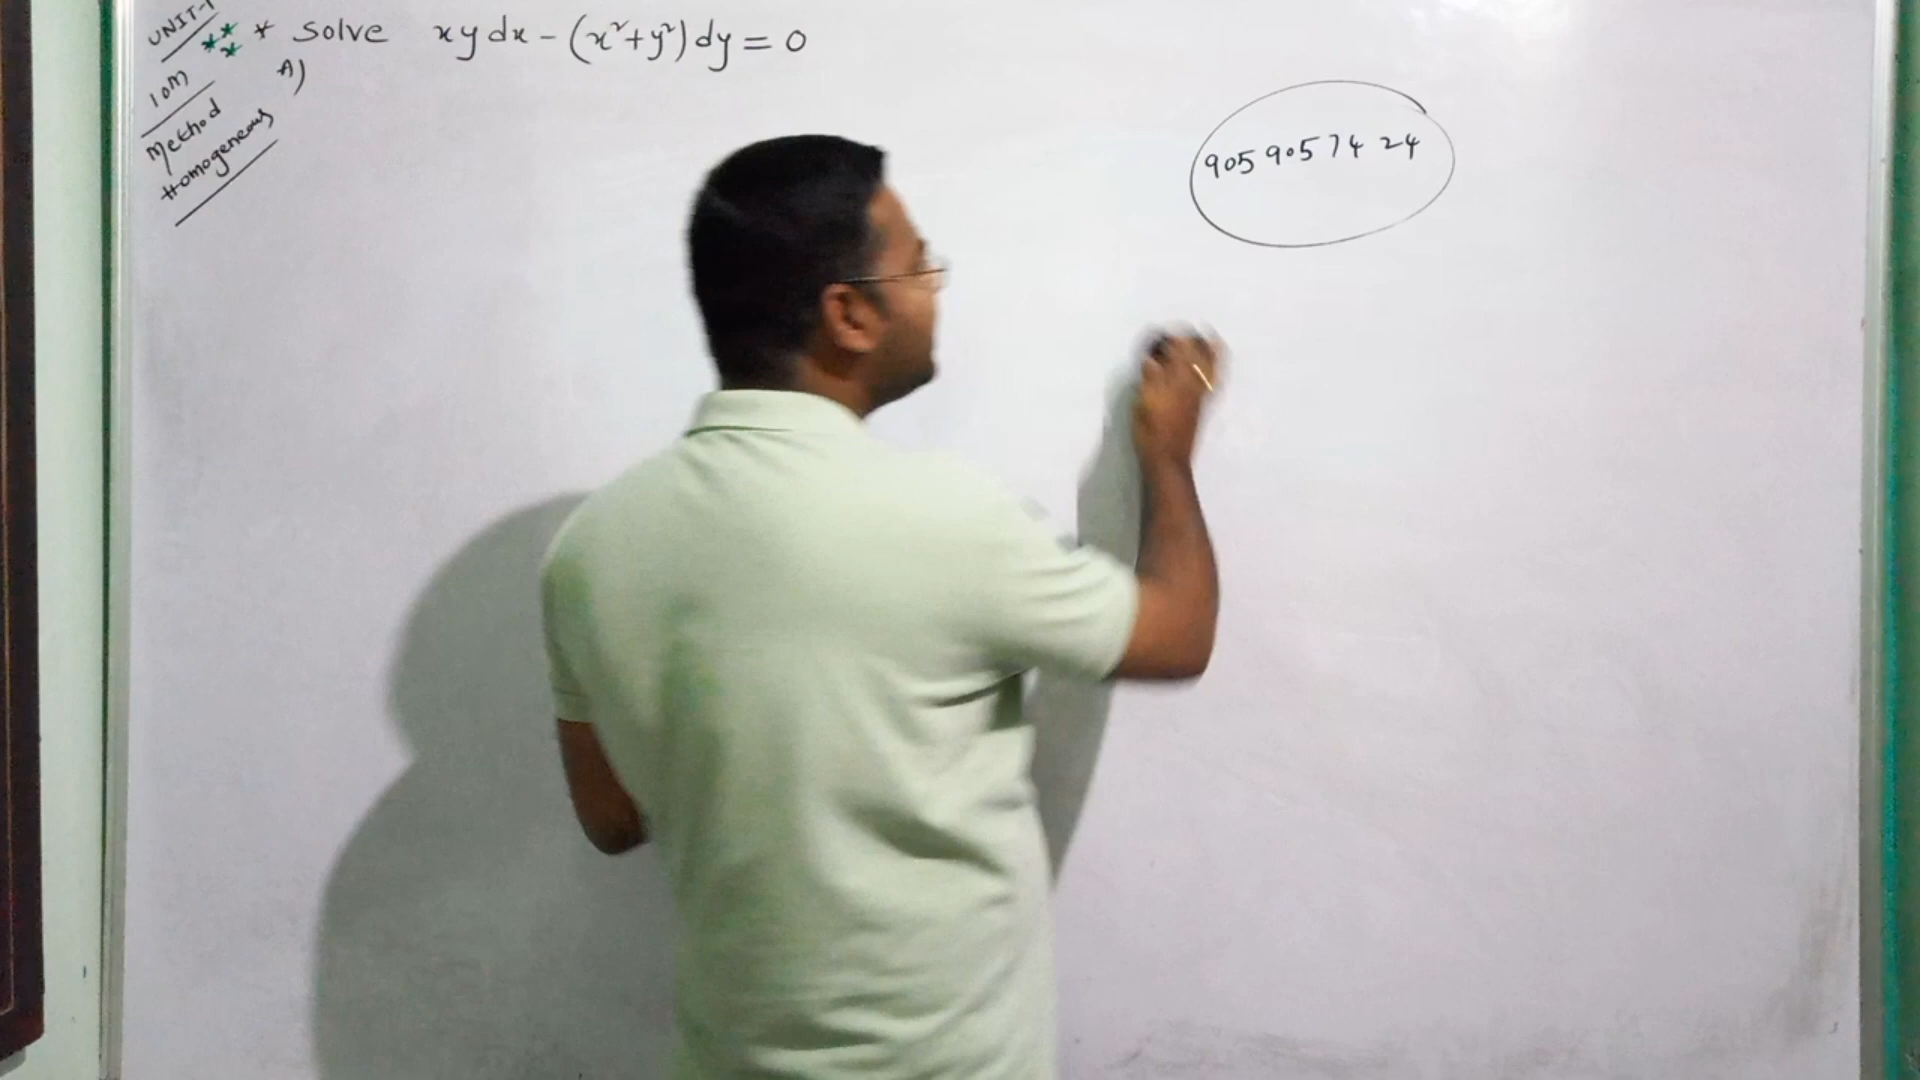 UNIT-1
*** * solve xydx - (x²+y²)dy = 0
10M
A)
Method
Homogeneous
905 905 74 24